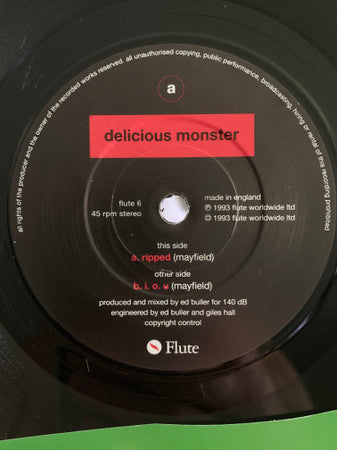 all rights of the producer and the owner of the recorded works reserved, all unauthorised copying, public performance, broadcasting, hiring or rental of this recording prohibited
a
delicious monster
flute 6
45 rpm stereo
made in england
℗ 1993 flute worldwide ltd
© 1993 flute worldwide ltd
this side
a. ripped (mayfield)
other side
b. i. o. u (mayfield)
produced and mixed by ed buller for 140 dB
engineered by ed buller and giles hall
copyright control
Flute